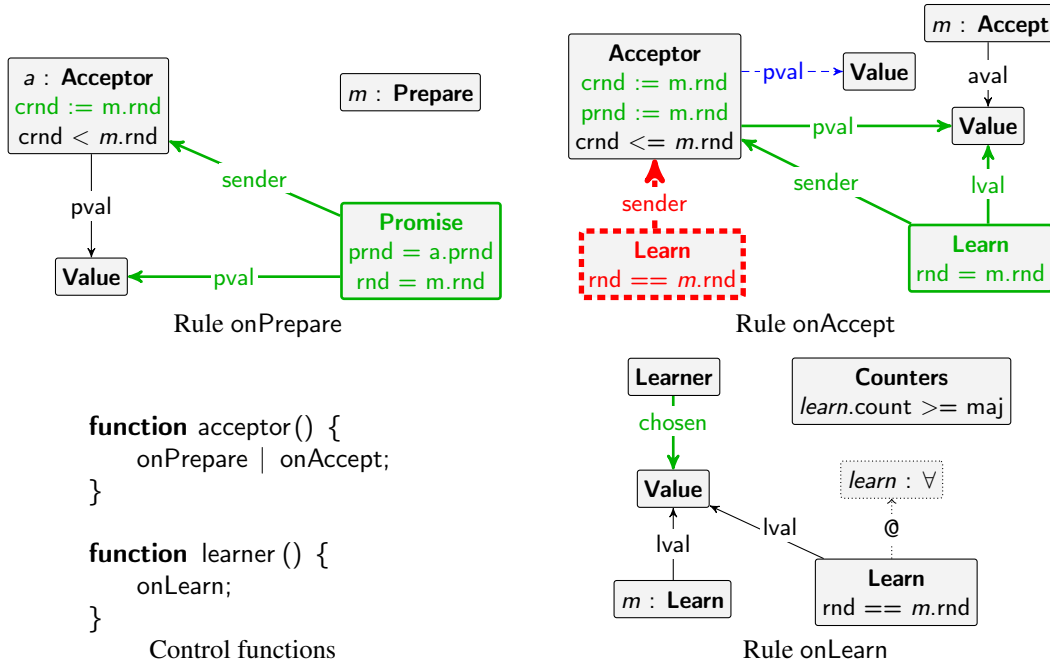 a : Acceptor
crnd := m.rnd
crnd < m.rnd
m : Prepare
sender
pval
Promise
prnd = a.prnd
rnd = m.rnd
pval
Value
Rule onPrepare
m : Accept
Acceptor
crnd := m.rnd
prnd := m.rnd
crnd <= m.rnd
pval
Value
aval
pval
Value
sender
sender
lval
Learn
rnd == m.rnd
Learn
rnd = m.rnd
Rule onAccept
function acceptor() {
onPrepare | onAccept;
}
function learner () {
onLearn;
}
Control functions
Learner
Counters
learn.count >= maj
chosen
Value
learn : ∀
lval
lval
@
m : Learn
Learn
rnd == m.rnd
Rule onLearn